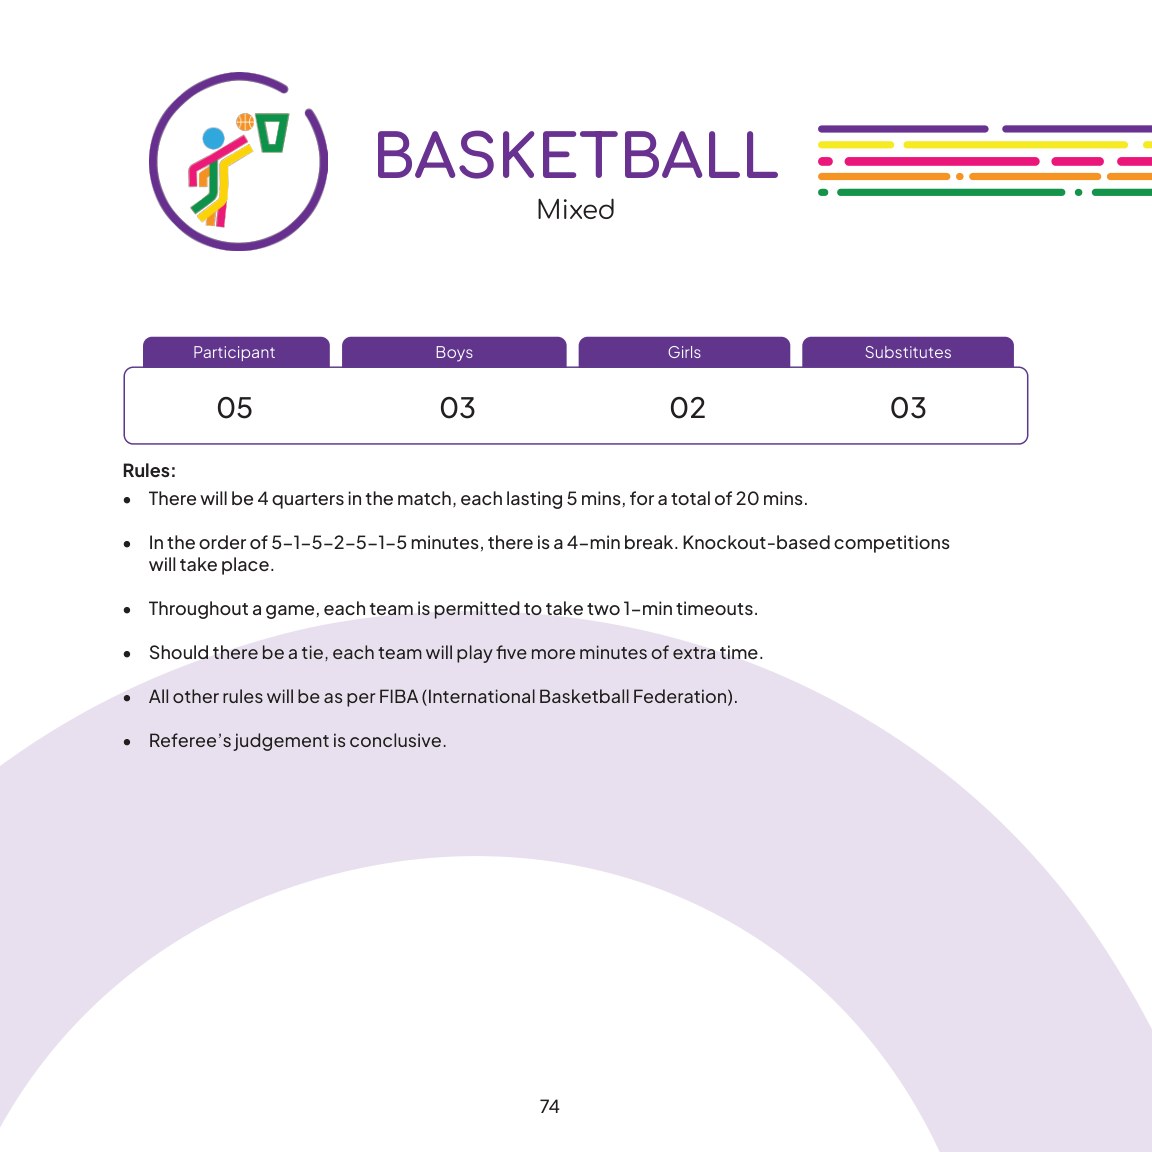 BASKETBALL
Mixed
Participant Boys Girls Substitutes
05 03 02 03
Rules:
• There will be 4 quarters in the match, each lasting 5 mins, for a total of 20 mins.
• In the order of 5–1–5–2–5–1–5 minutes, there is a 4–min break. Knockout-based competitions
will take place.
• Throughout a game, each team is permitted to take two 1–min timeouts.
• Should there be a tie, each team will play five more minutes of extra time.
• All other rules will be as per FIBA (International Basketball Federation).
• Referee’s judgement is conclusive.
74